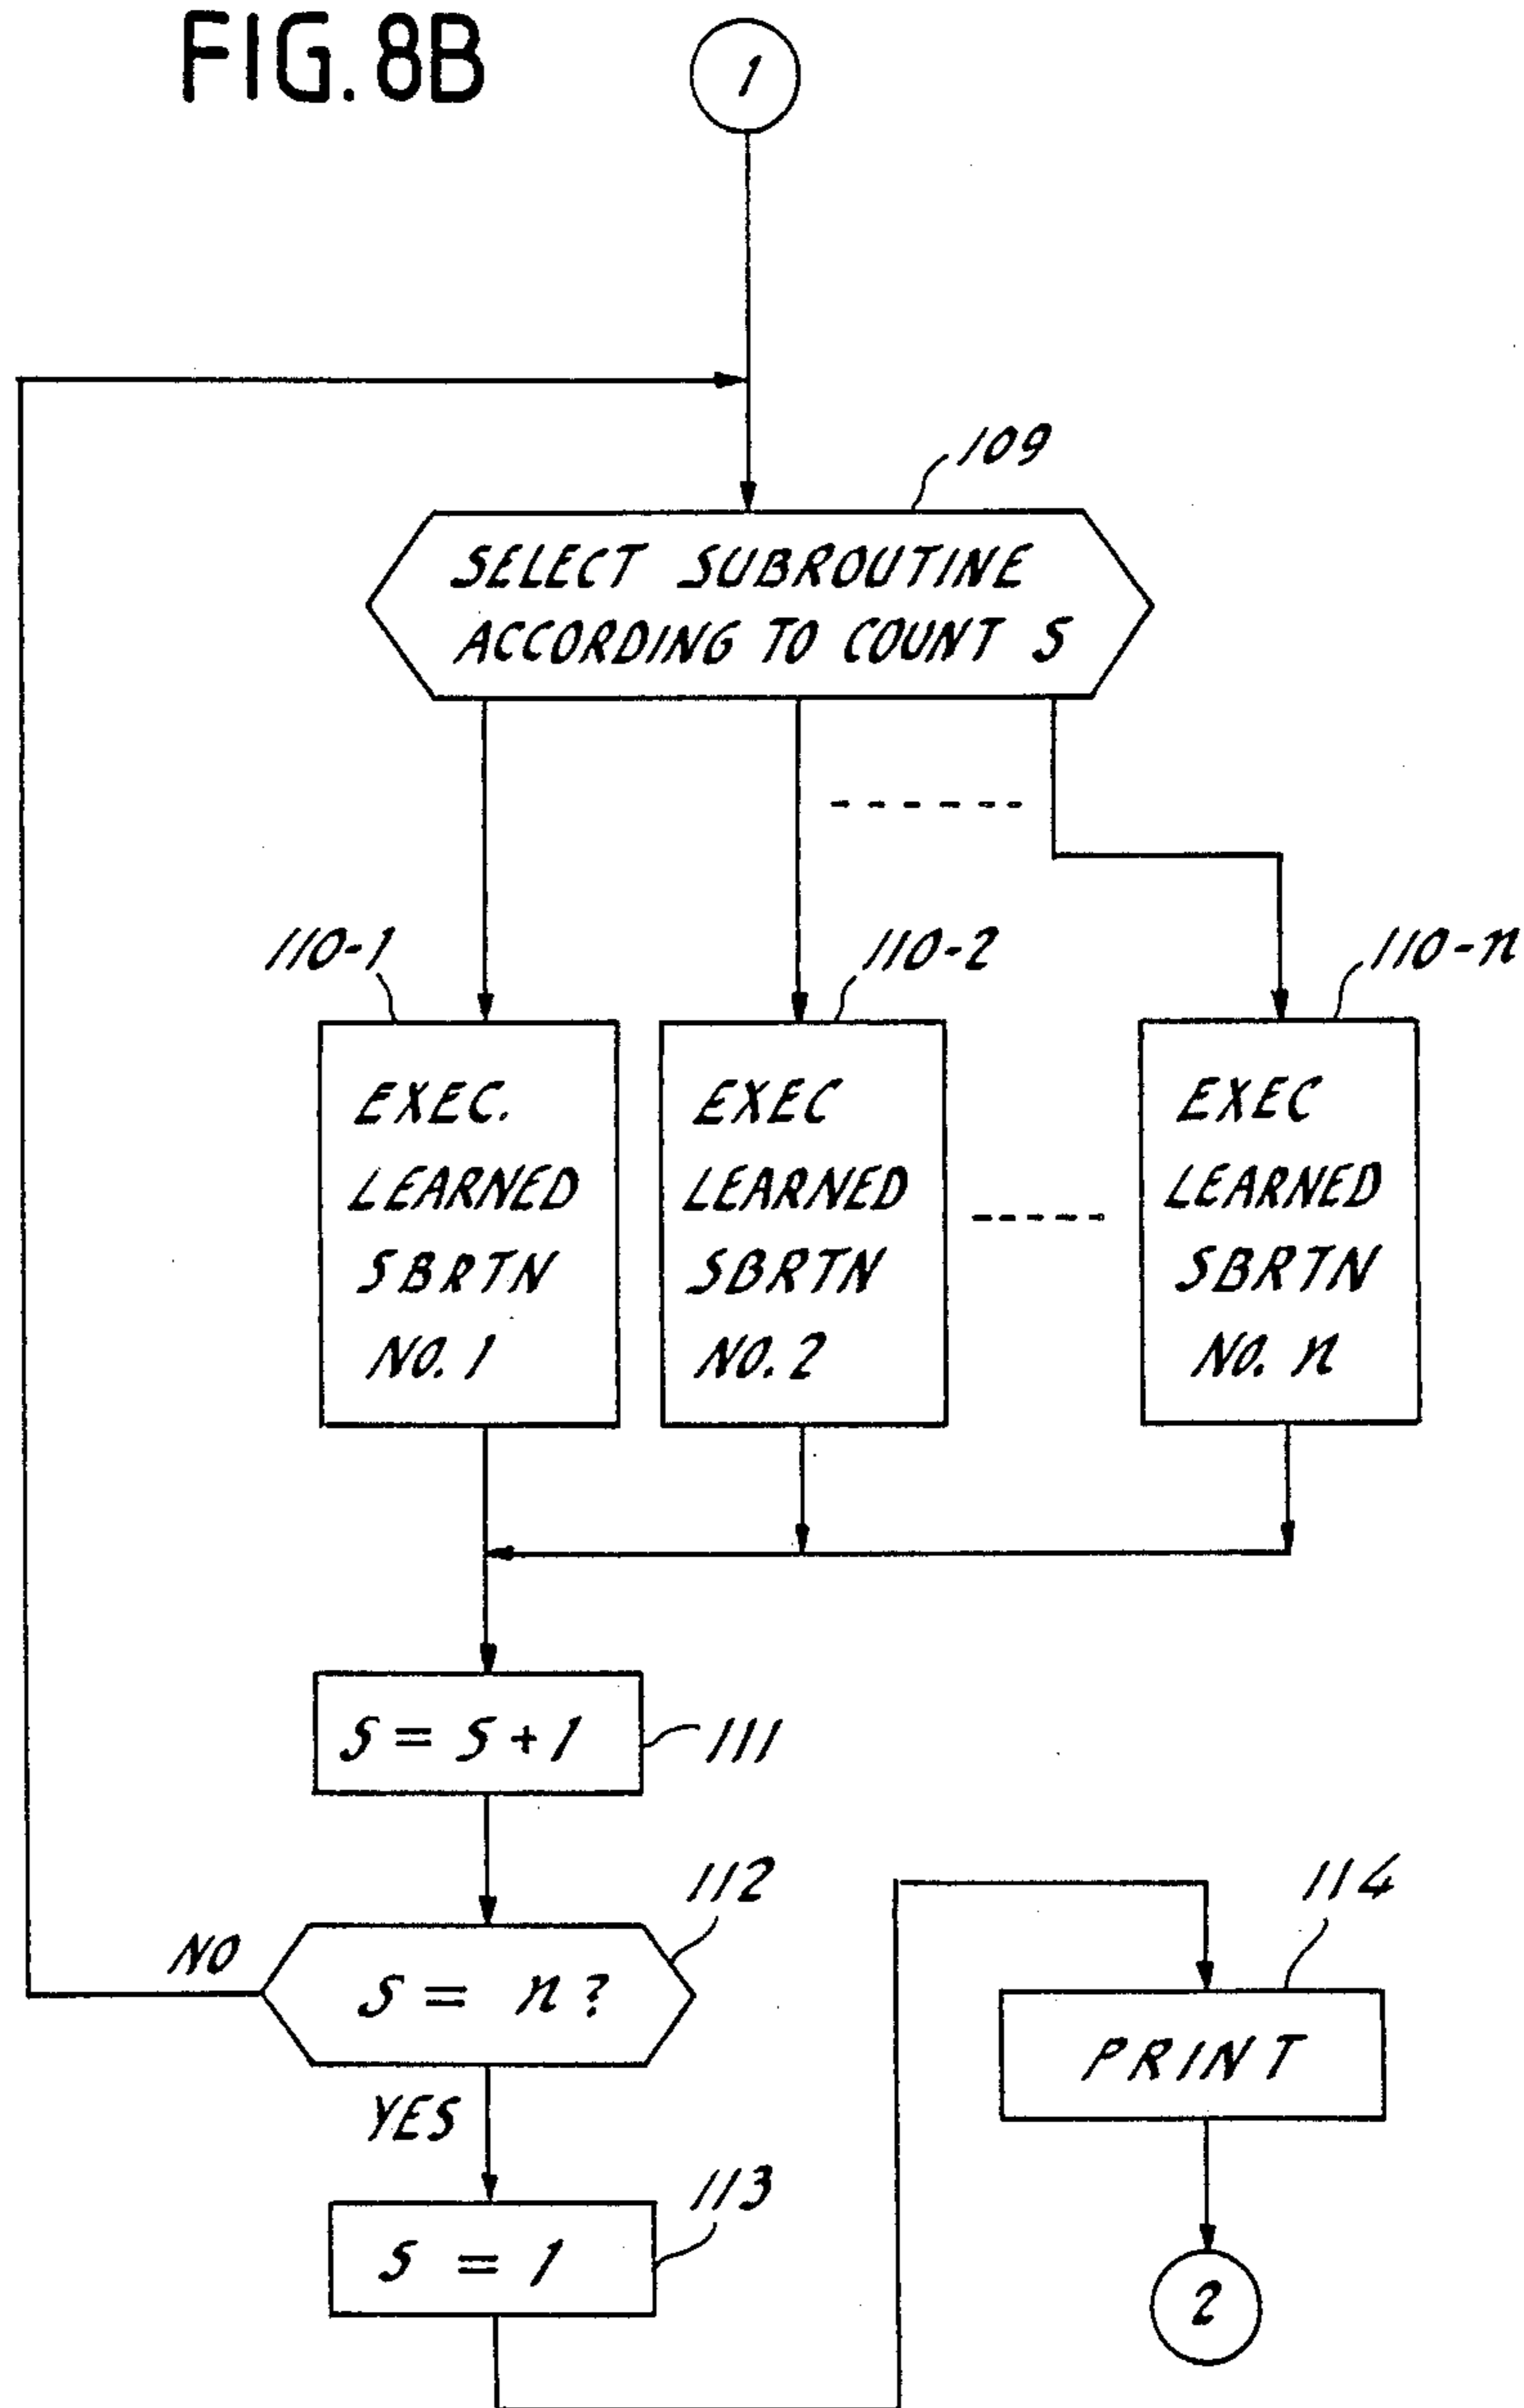 FIG. 8B
1
109
SELECT SUBROUTINE
ACCORDING TO COUNT S
110-1
110-2
110-n
EXEC.
LEARNED
SBRTN
NO. 1
EXEC
LEARNED
SBRTN
NO. 2
EXEC
LEARNED
SBRTN
NO. n
S = S + 1
111
112
NO
S = n ?
YES
113
S = 1
114
PRINT
2